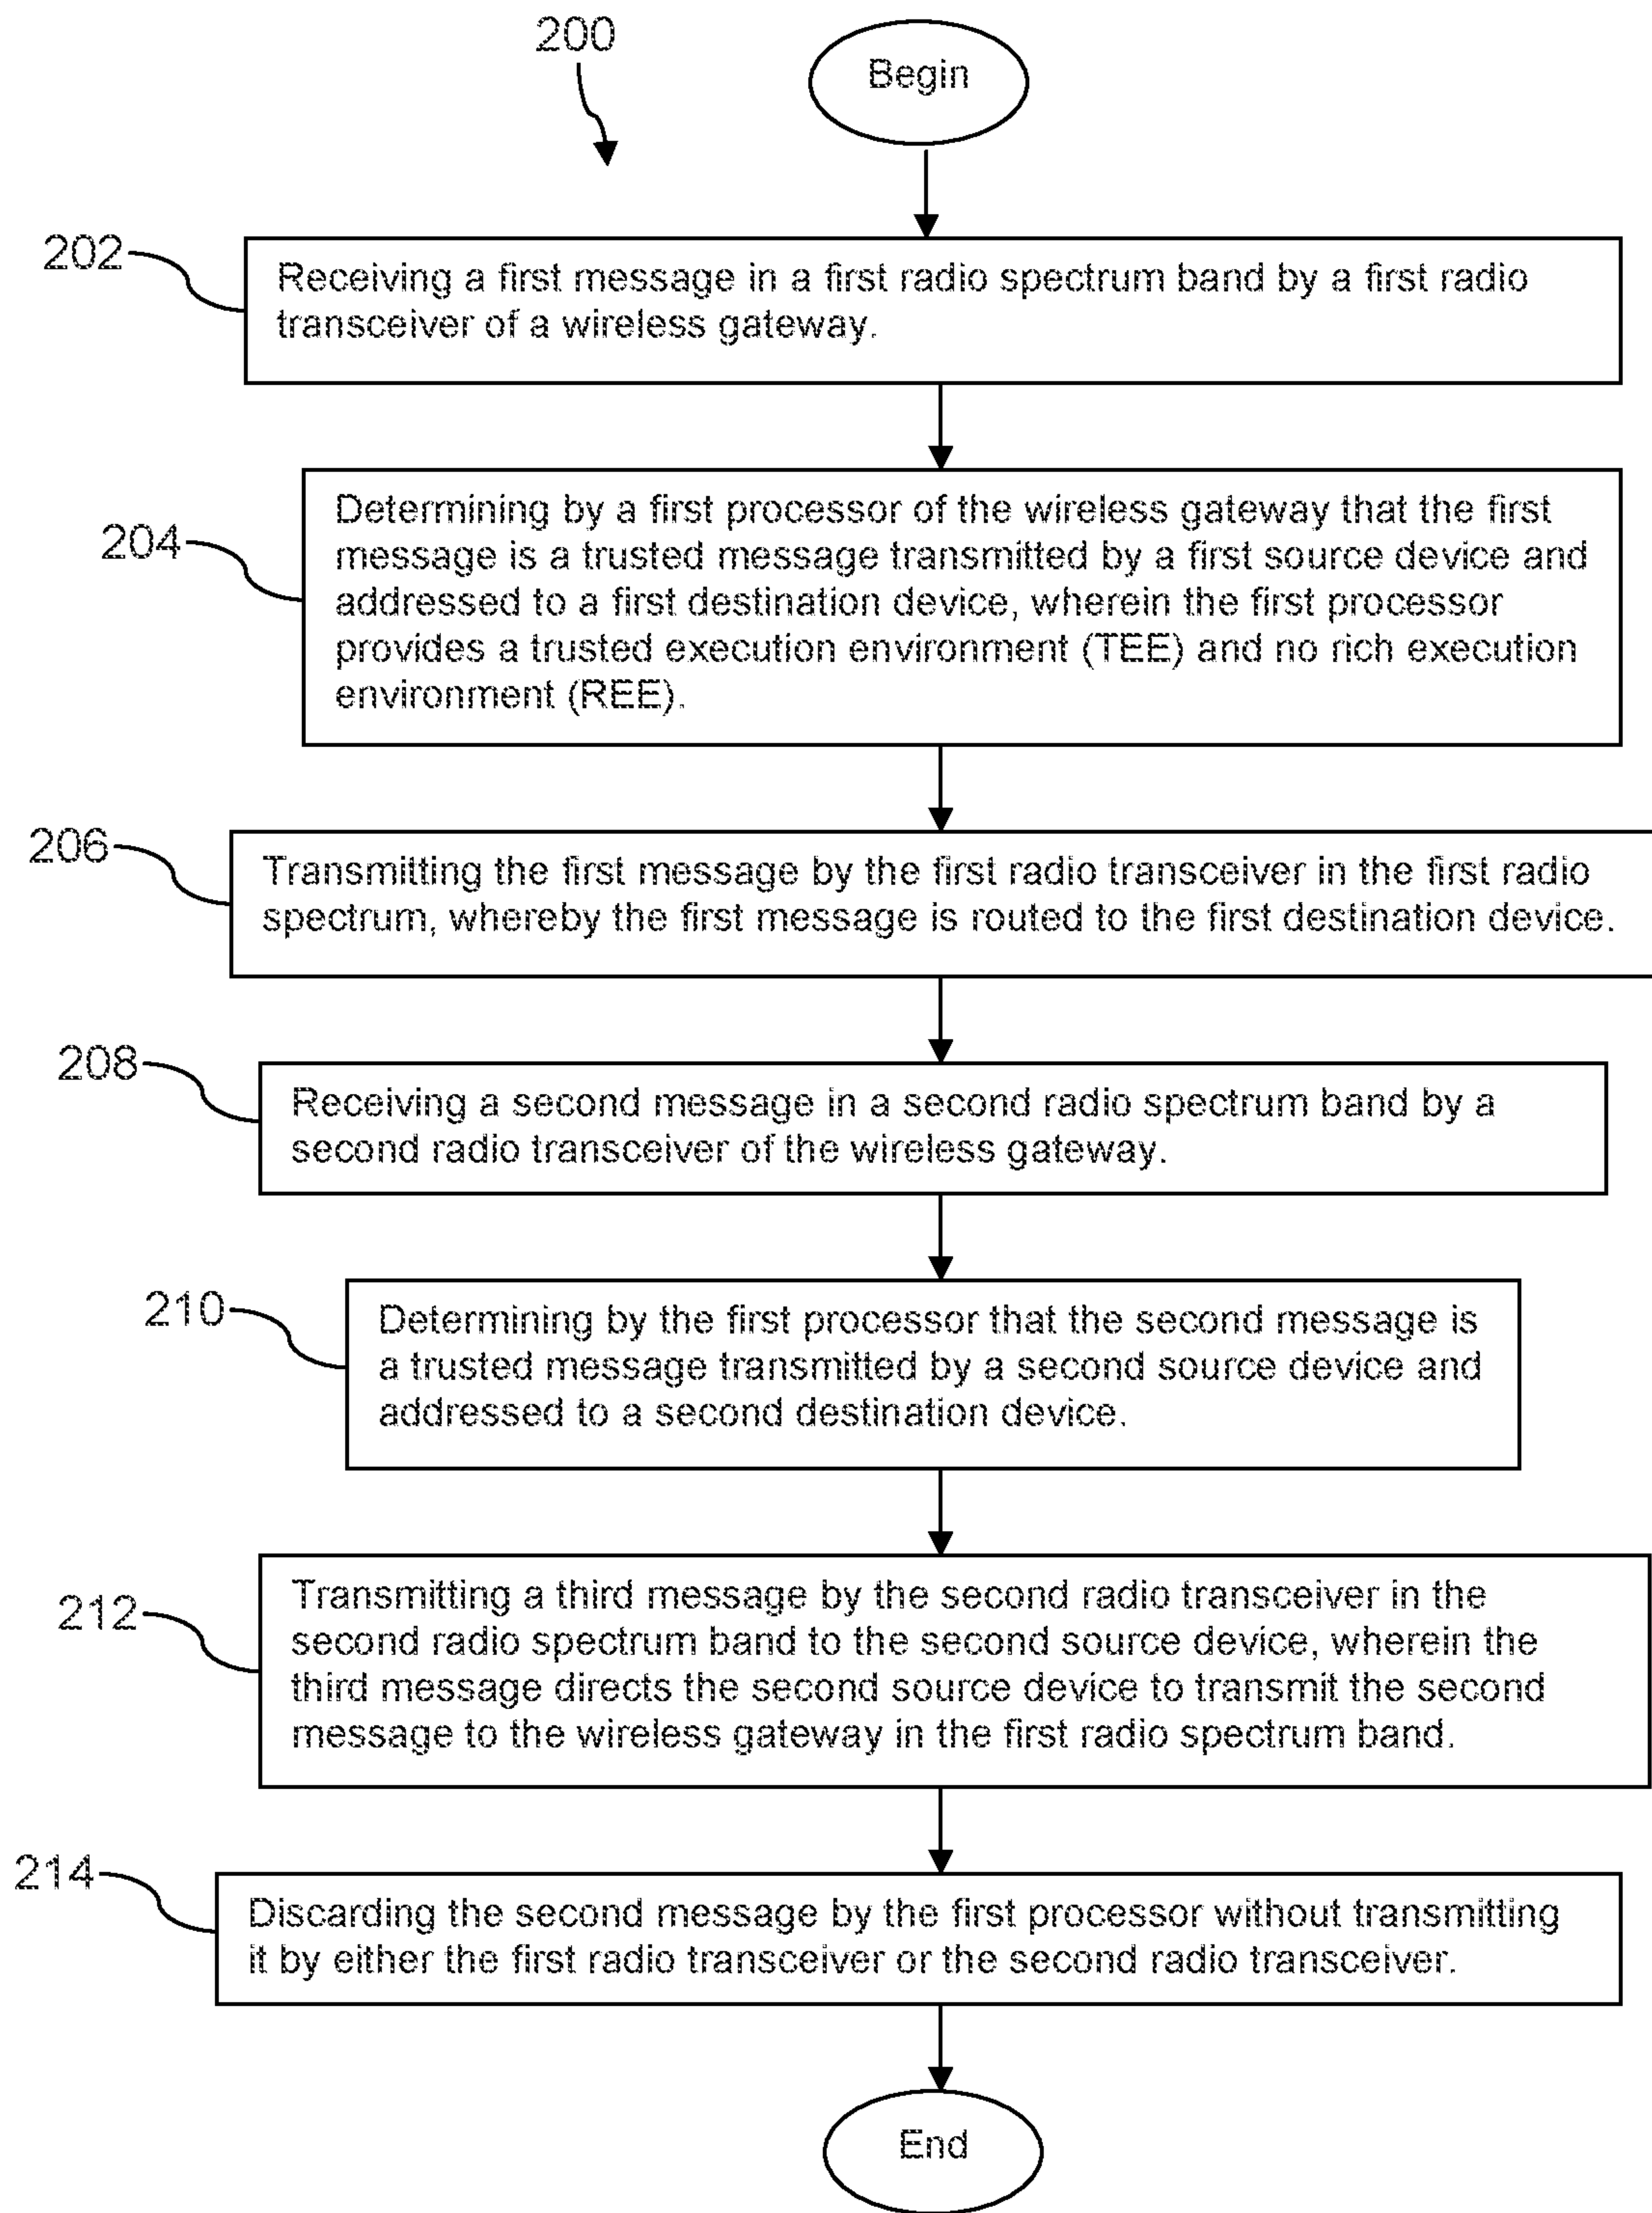 200
Begin
202
Receiving a first message in a first radio spectrum band by a first radio
transceiver of a wireless gateway.
204
Determining by a first processor of the wireless gateway that the first
message is a trusted message transmitted by a first source device and
addressed to a first destination device, wherein the first processor
provides a trusted execution environment (TEE) and no rich execution
environment (REE).
206
Transmitting the first message by the first radio transceiver in the first radio
spectrum, whereby the first message is routed to the first destination device.
208
Receiving a second message in a second radio spectrum band by a
second radio transceiver of the wireless gateway.
210
Determining by the first processor that the second message is
a trusted message transmitted by a second source device and
addressed to a second destination device.
212
Transmitting a third message by the second radio transceiver in the
second radio spectrum band to the second source device, wherein the
third message directs the second source device to transmit the second
message to the wireless gateway in the first radio spectrum band.
214
Discarding the second message by the first processor without transmitting
it by either the first radio transceiver or the second radio transceiver.
End